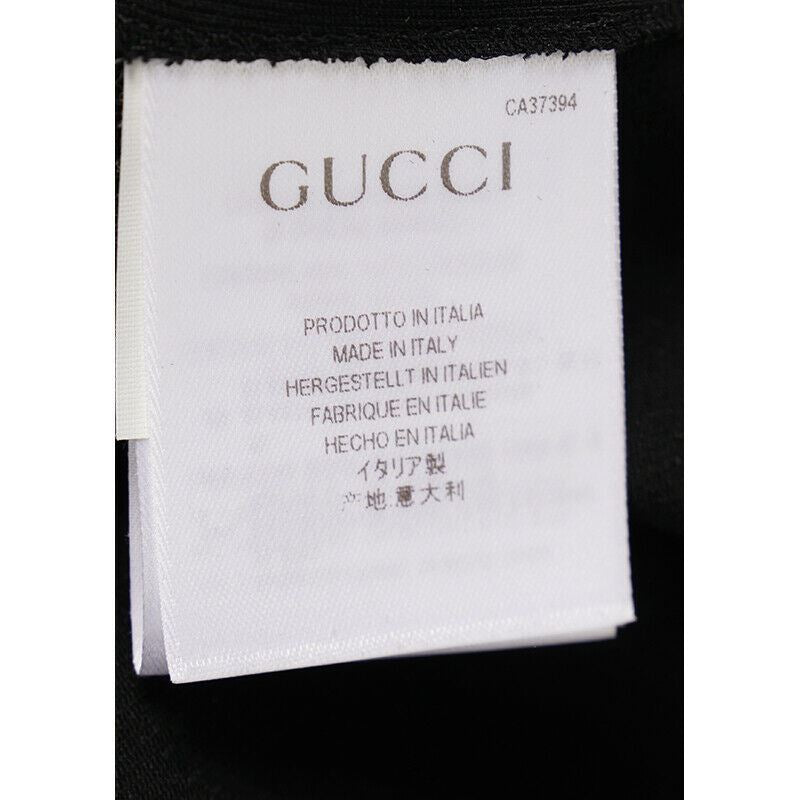 CA37394
GUCCI
PRODOTTO IN ITALIA
MADE IN ITALY
HERGESTELLT IN ITALIEN
FABRIQUE EN ITALIE
HECHO EN ITALIA
イタリア製
产地意大利